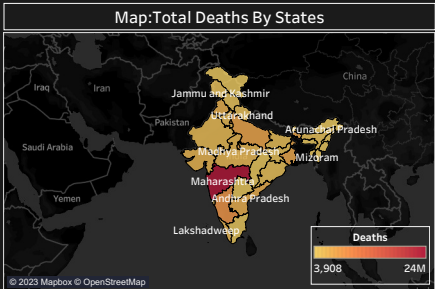 Map:Total Deaths By States
China
Iraq
Iran
Jammu and Kashmir
Uttarakhand
Pakistan
Arunachal Pradesh
Saudi Arabia
Madhya Pradesh
Mizoram
Maharashtra
Yemen
Andhra Pradesh
Lakshadweep
Deaths
3,908 24M
© 2023 Mapbox © OpenStreetMap